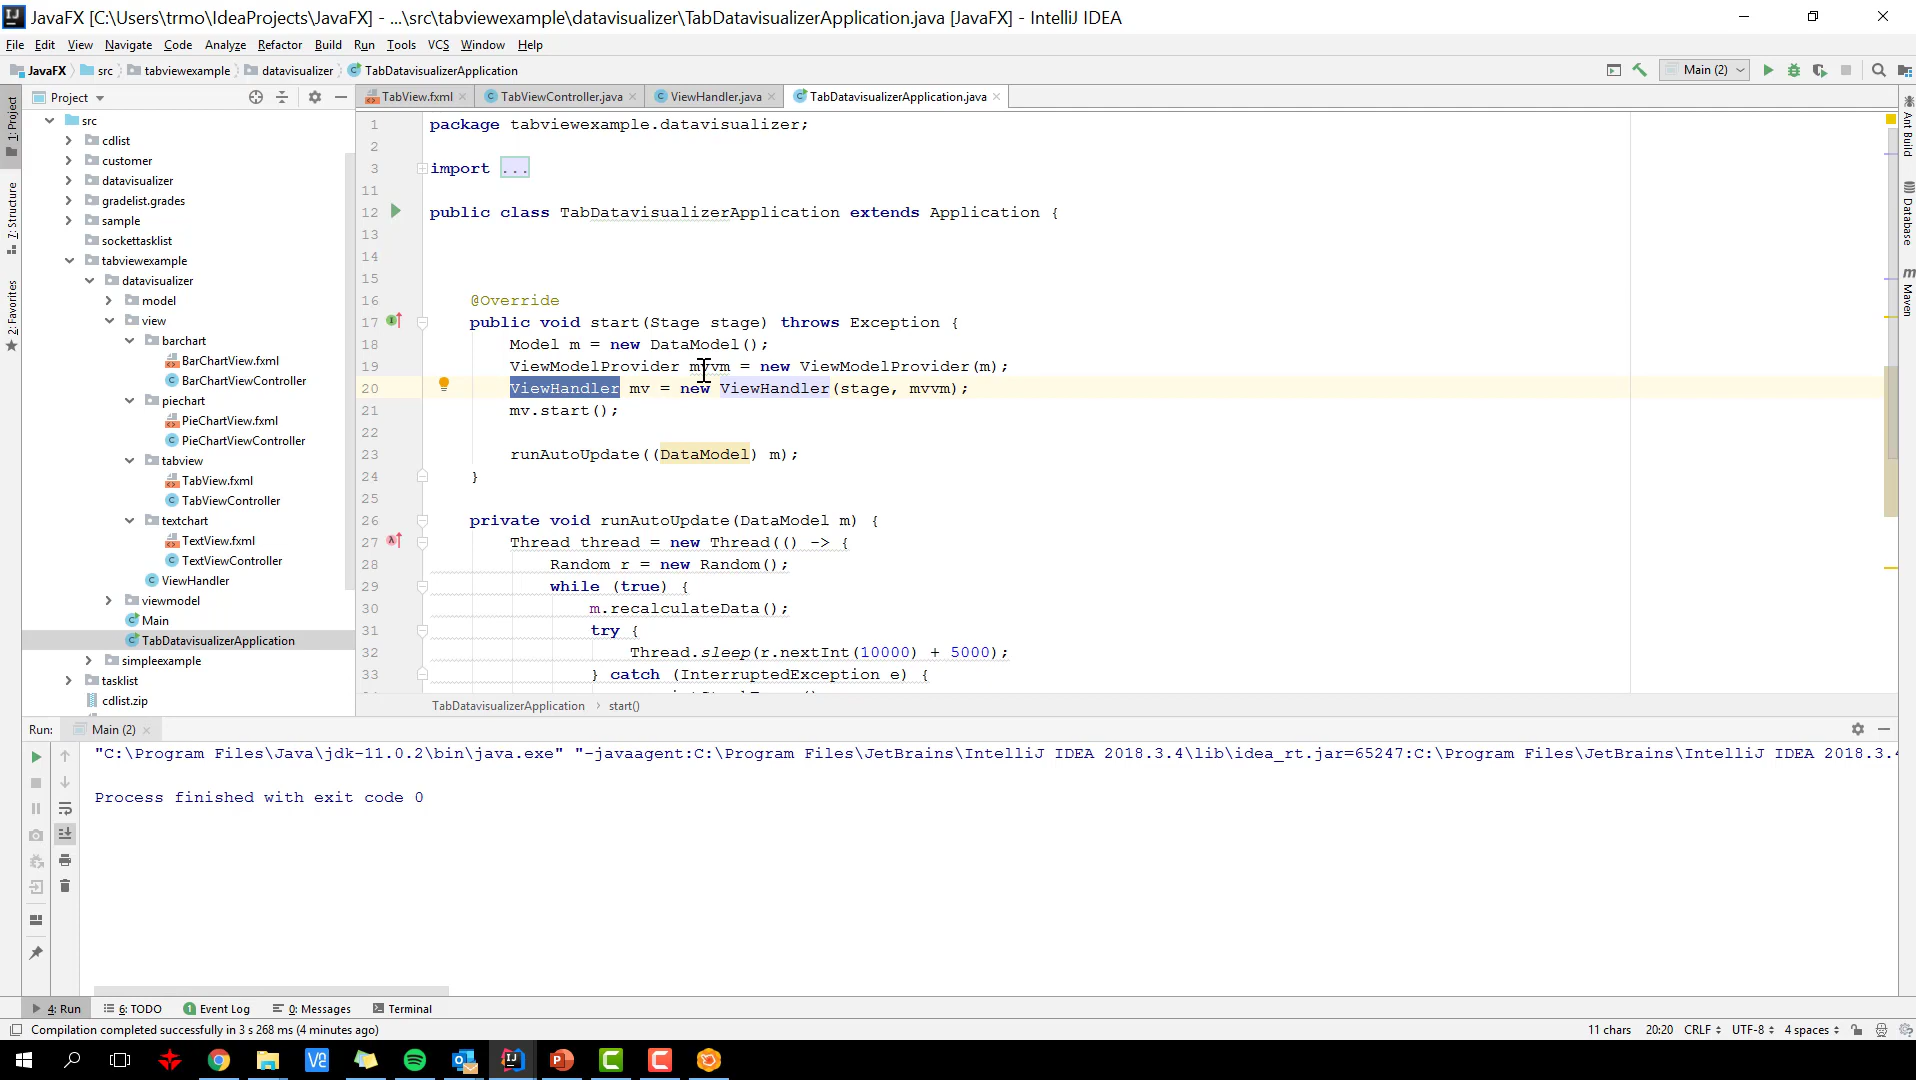 JavaFX [C:\Users\trmo\IdeaProjects\JavaFX] - ...\src\tabviewexample\datavisualizer\TabDatavisualizerApplication.java [JavaFX] - IntelliJ IDEA
File Edit View Navigate Code Analyze Refactor Build Run Tools VCS Window Help
JavaFX src tabviewexample datavisualizer TabDatavisualizerApplication Main (2)
Project TabView.fxml TabViewController.java ViewHandler.java TabDatavisualizerApplication.java
1: Project
7: Structure
2: Favorites
src
cdlist
customer
datavisualizer
gradelist.grades
sample
sockettasklist
tabviewexample
datavisualizer
model
view
barchart
BarChartView.fxml
BarChartViewController
piechart
PieChartView.fxml
PieChartViewController
tabview
TabView.fxml
TabViewController
textchart
TextView.fxml
TextViewController
ViewHandler
viewmodel
Main
TabDatavisualizerApplication
simpleexample
tasklist
cdlist.zip
1 package tabviewexample.datavisualizer;
2
3 import ...
11
12 public class TabDatavisualizerApplication extends Application {
13
14
15
16 @Override
17 public void start(Stage stage) throws Exception {
18 Model m = new DataModel();
19 ViewModelProvider mvvm = new ViewModelProvider(m);
20 ViewHandler mv = new ViewHandler(stage, mvvm);
21 mv.start();
22
23 runAutoUpdate((DataModel) m);
24 }
25
26 private void runAutoUpdate(DataModel m) {
27 Thread thread = new Thread(() -> {
28 Random r = new Random();
29 while (true) {
30 m.recalculateData();
31 try {
32 Thread.sleep(r.nextInt(10000) + 5000);
33 } catch (InterruptedException e) {
TabDatavisualizerApplication › start()
Ant Build
Database
Maven
Run: Main (2)
"C:\Program Files\Java\jdk-11.0.2\bin\java.exe" "-javaagent:C:\Program Files\JetBrains\IntelliJ IDEA 2018.3.4\lib\idea_rt.jar=65247:C:\Program Files\JetBrains\IntelliJ IDEA 2018.3.4
Process finished with exit code 0
4: Run 6: TODO 1 Event Log 0: Messages Terminal
Compilation completed successfully in 3 s 268 ms (4 minutes ago) 11 chars 20:20 CRLF UTF-8 4 spaces